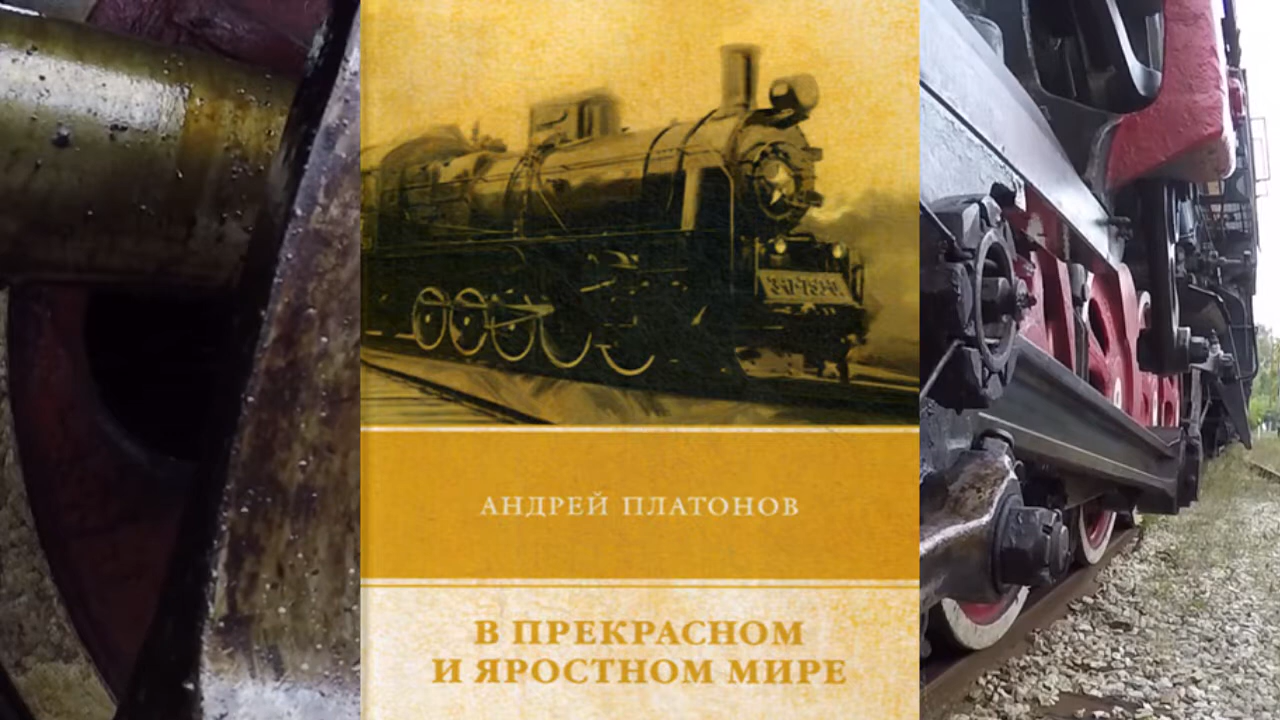 АНДРЕЙ ПЛАТОНОВ
В ПРЕКРАСНОМ
И ЯРОСТНОМ МИРЕ